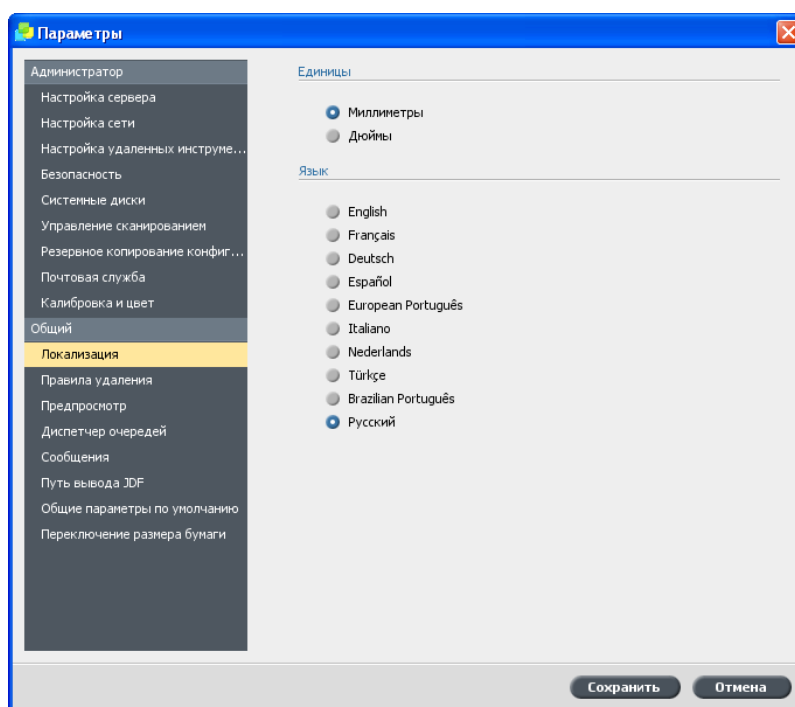 Параметры
Администратор
Настройка сервера
Настройка сети
Настройка удаленных инструме...
Безопасность
Системные диски
Управление сканированием
Резервное копирование конфиг...
Почтовая служба
Калибровка и цвет
Общий
Локализация
Правила удаления
Предпросмотр
Диспетчер очередей
Сообщения
Путь вывода JDF
Общие параметры по умолчанию
Переключение размера бумаги
Единицы
Миллиметры
Дюймы
Язык
English
Français
Deutsch
Español
European Português
Italiano
Nederlands
Türkçe
Brazilian Português
Русский
Сохранить
Отмена